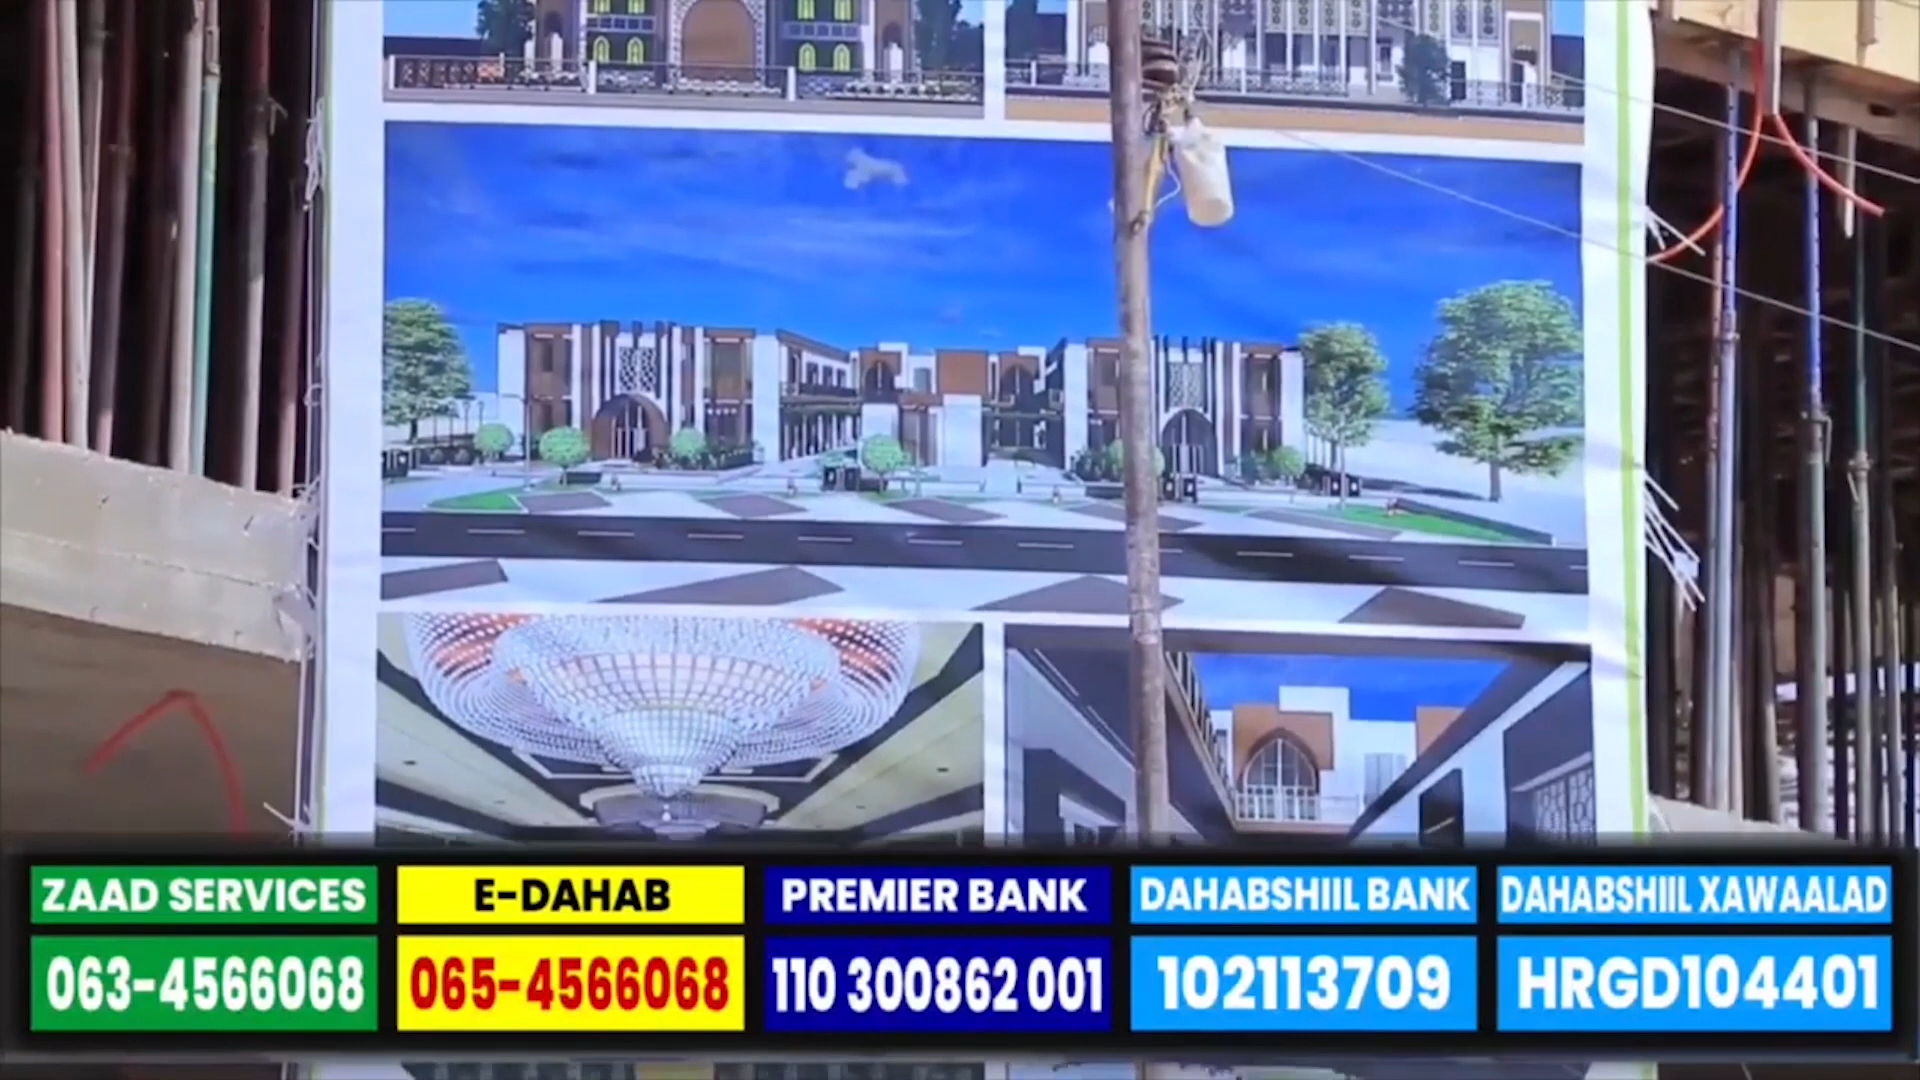 ZAAD SERVICES
063-4566068
E-DAHAB
065-4566068
PREMIER BANK
110 300862 001
DAHABSHIIL BANK
102113709
DAHABSHIIL XAWAALAD
HRGD104401